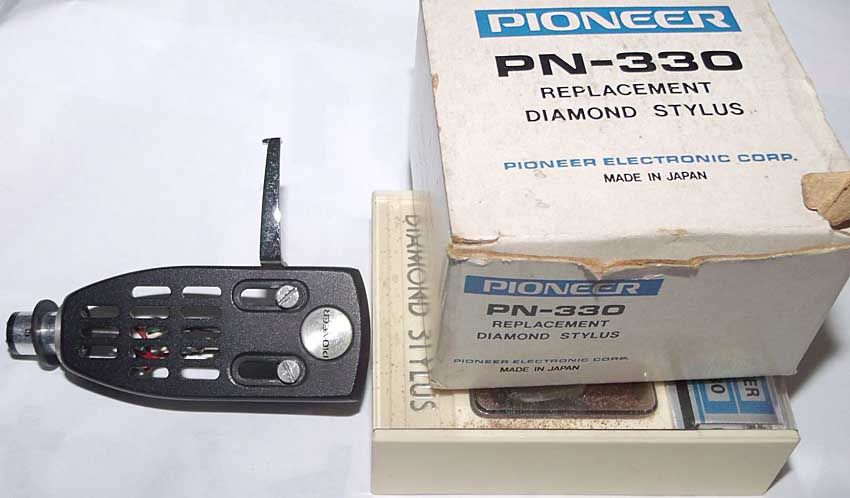 PIONEER
PN-330
REPLACEMENT
DIAMOND STYLUS
PIONEER ELECTRONIC CORP.
MADE IN JAPAN
PIONEER
PN-330
REPLACEMENT
DIAMOND STYLUS
PIONEER ELECTRONIC CORP.
MADE IN JAPAN
DIAMOND STYLUS
PIONEER